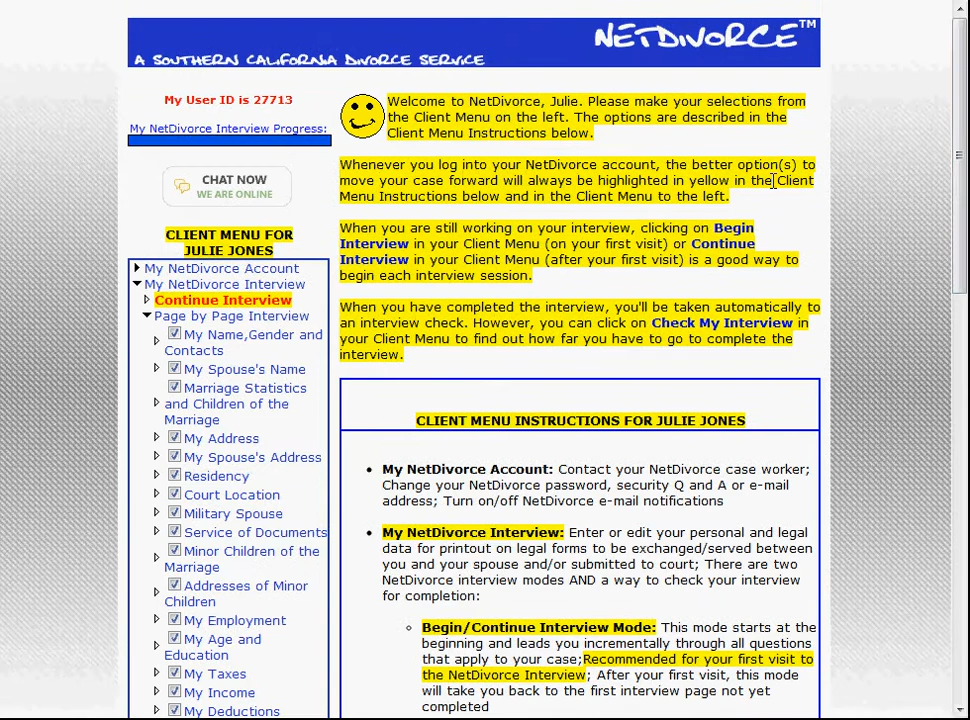 NETDIVORCE™
A SOUTHERN CALIFORNIA DIVORCE SERVICE
My User ID is 27713
My NetDivorce Interview Progress:
CHAT NOW
WE ARE ONLINE
CLIENT MENU FOR
JULIE JONES
My NetDivorce Account
My NetDivorce Interview
Continue Interview
Page by Page Interview
My Name,Gender and
Contacts
My Spouse's Name
Marriage Statistics
and Children of the
Marriage
My Address
My Spouse's Address
Residency
Court Location
Military Spouse
Service of Documents
Minor Children of the
Marriage
Addresses of Minor
Children
My Employment
My Age and
Education
My Taxes
My Income
My Deductions
Welcome to NetDivorce, Julie. Please make your selections from
the Client Menu on the left. The options are described in the
Client Menu Instructions below.
Whenever you log into your NetDivorce account, the better option(s) to
move your case forward will always be highlighted in yellow in the Client
Menu Instructions below and in the Client Menu to the left.
When you are still working on your interview, clicking on Begin
Interview in your Client Menu (on your first visit) or Continue
Interview in your Client Menu (after your first visit) is a good way to
begin each interview session.
When you have completed the interview, you'll be taken automatically to
an interview check. However, you can click on Check My Interview in
your Client Menu to find out how far you have to go to complete the
interview.
CLIENT MENU INSTRUCTIONS FOR JULIE JONES
• My NetDivorce Account: Contact your NetDivorce case worker;
Change your NetDivorce password, security Q and A or e-mail
address; Turn on/off NetDivorce e-mail notifications
• My NetDivorce Interview: Enter or edit your personal and legal
data for printout on legal forms to be exchanged/served between
you and your spouse and/or submitted to court; There are two
NetDivorce interview modes AND a way to check your interview
for completion:
◦ Begin/Continue Interview Mode: This mode starts at the
beginning and leads you incrementally through all questions
that apply to your case;Recommended for your first visit to
the NetDivorce Interview; After your first visit, this mode
will take you back to the first interview page not yet
completed